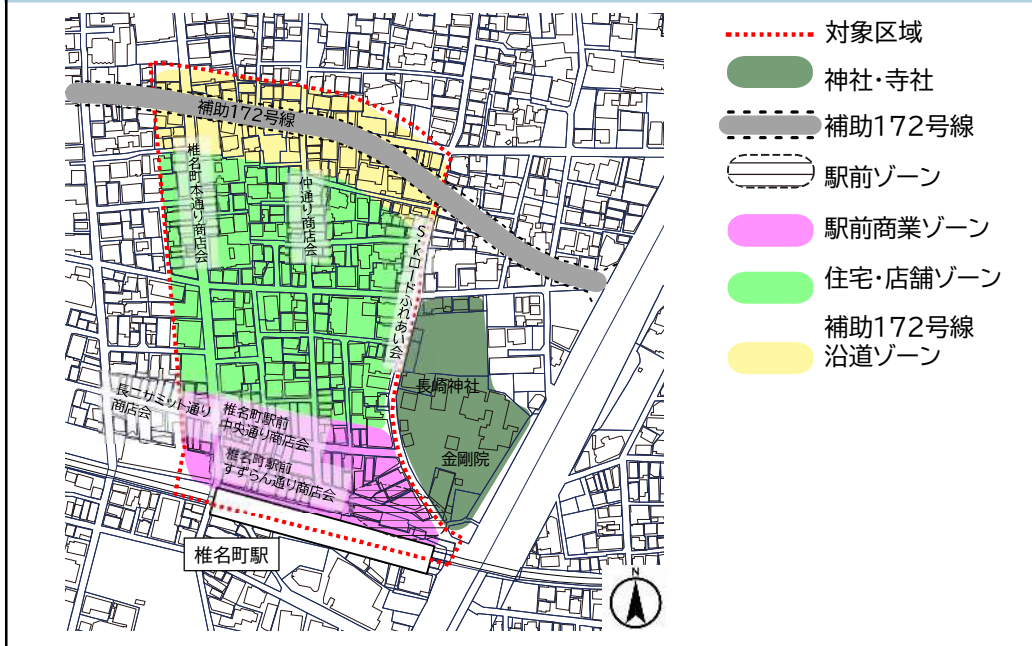 補助172号線
椎名町本通り商店会
仲通り商店会
S.kロードふれあい会
長崎神社
金剛院
長二サミット通り
商店会
椎名町駅前
中央通り商店会
椎名町駅前
すずらん通り商店会
椎名町駅
N
対象区域
神社・寺社
補助172号線
駅前ゾーン
駅前商業ゾーン
住宅・店舗ゾーン
補助172号線
沿道ゾーン